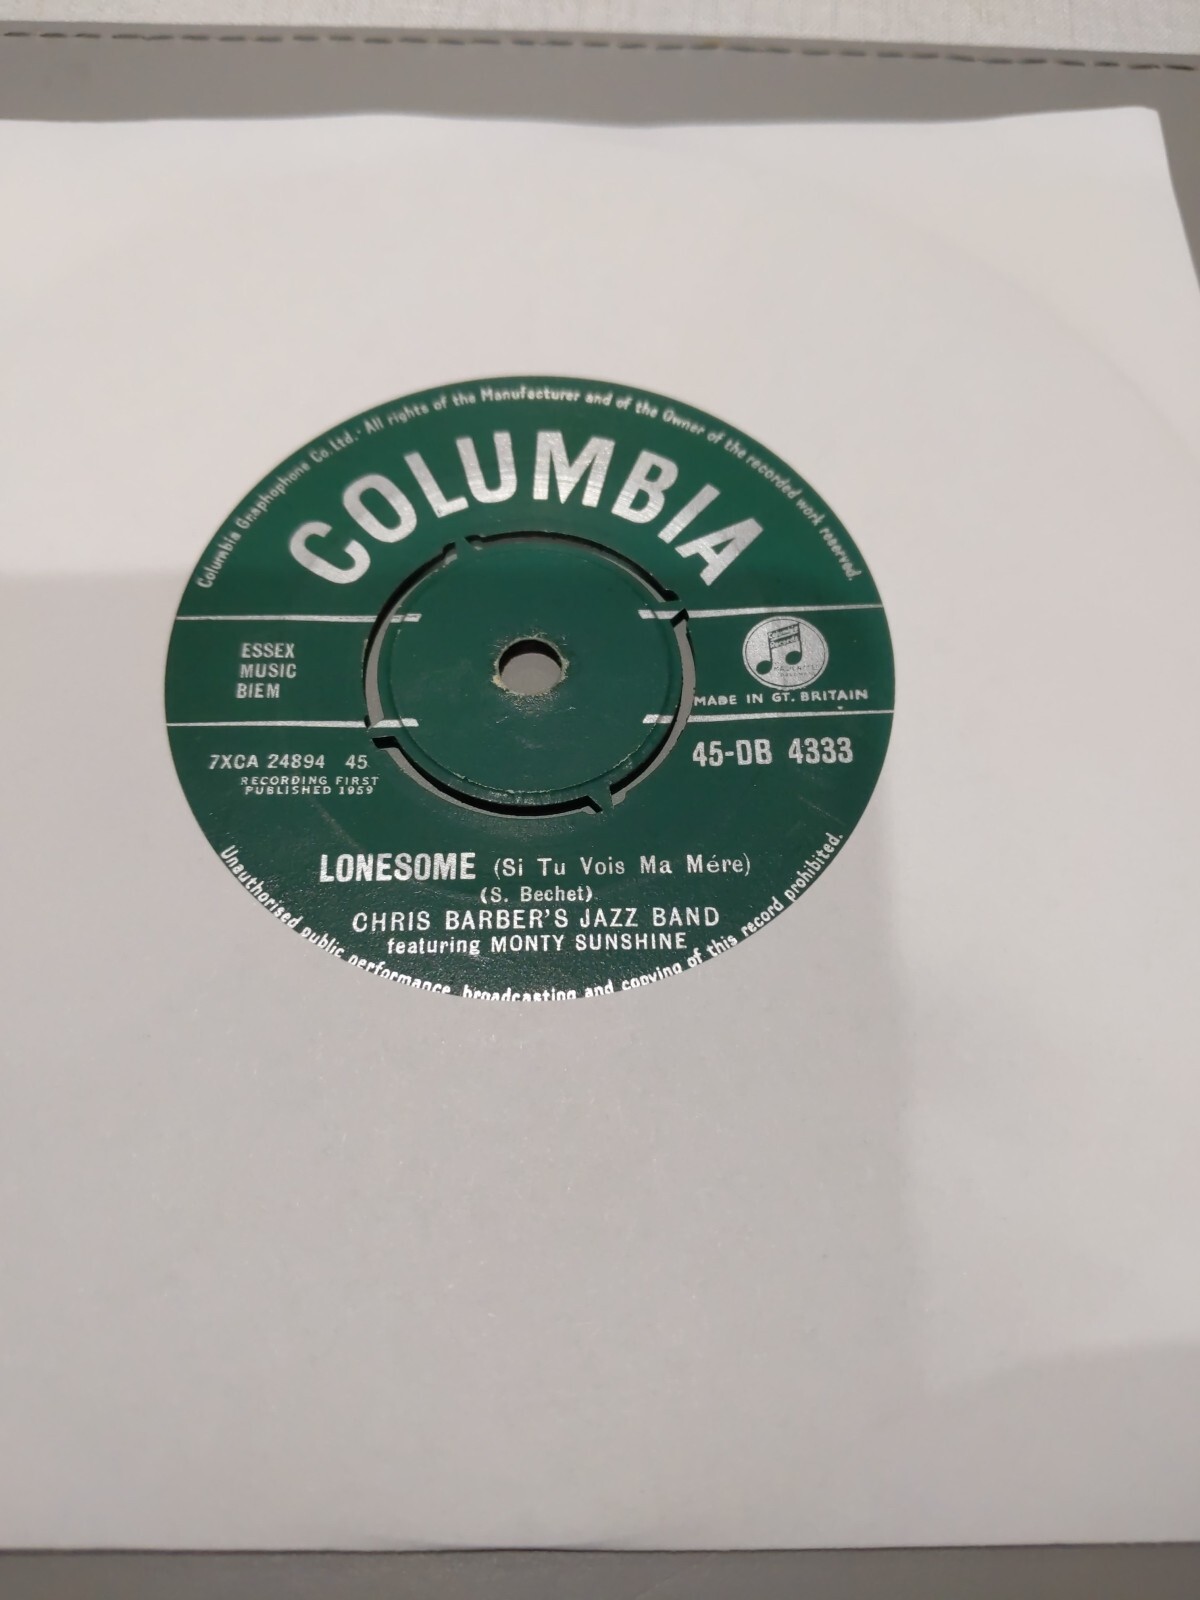 Columbia Graphophone Co. Ltd. · All rights of the Manufacturer and of the Owner of the recorded work reserved.
COLUMBIA
ESSEX
MUSIC
BIEM
Columbia
Records
MADE IN GT. BRITAIN
7XCA 24894 45
RECORDING FIRST
PUBLISHED 1959
45-DB 4333
LONESOME (Si Tu Vois Ma Mére)
(S. Bechet)
CHRIS BARBER'S JAZZ BAND
featuring MONTY SUNSHINE
Unauthorised public performance, broadcasting and copying of this record prohibited.